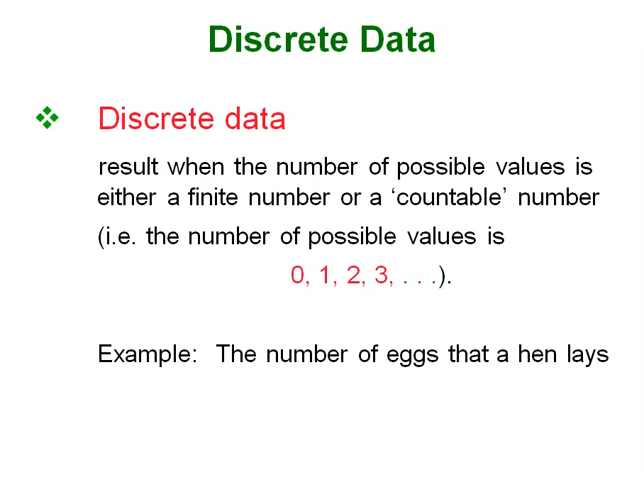 Discrete Data
Discrete data
result when the number of possible values is
either a finite number or a ‘countable’ number
(i.e. the number of possible values is
0, 1, 2, 3, . . .).
Example: The number of eggs that a hen lays